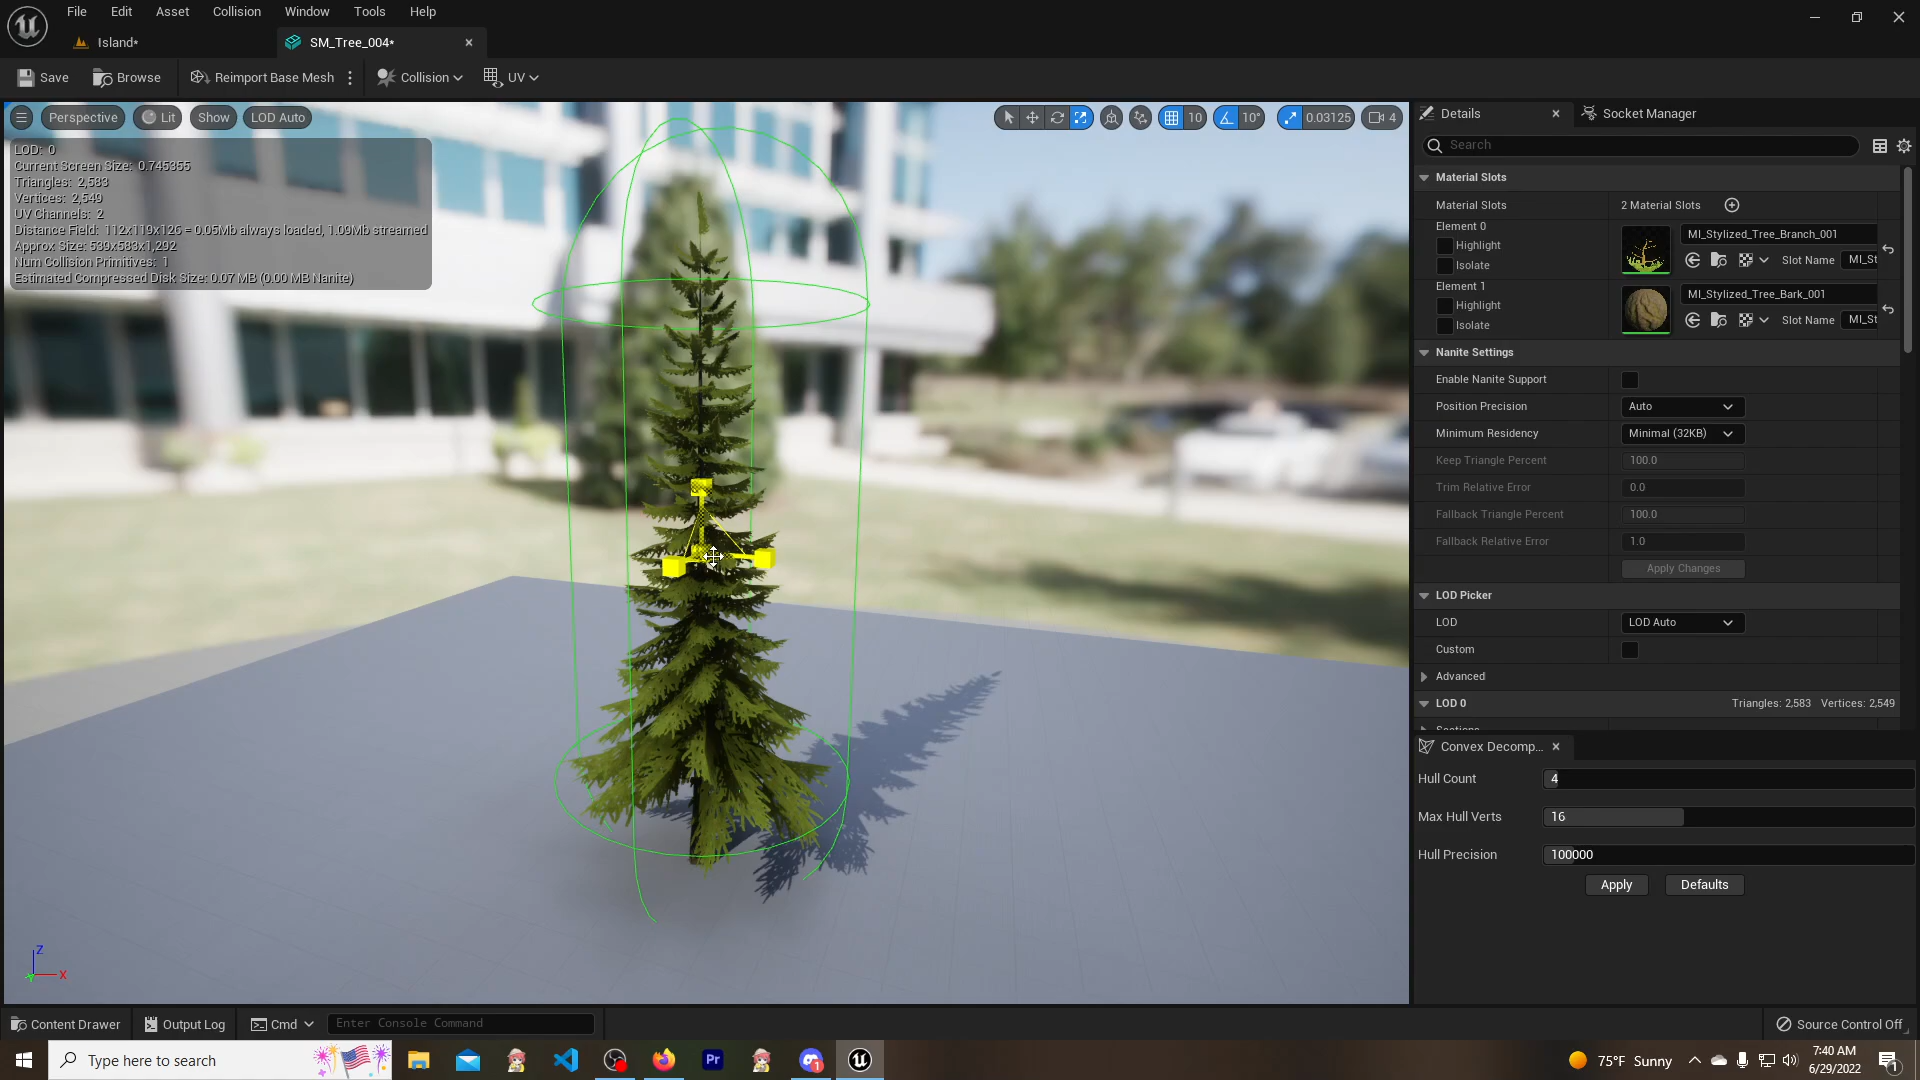 File Edit Asset Collision Window Tools Help
Island* SM_Tree_004*
Save Browse Reimport Base Mesh Collision UV
Perspective Lit Show LOD Auto 10 10° 0.03125 4
LOD: 0
Current Screen Size: 0.745355
Triangles: 2,583
Vertices: 2,549
UV Channels: 2
Distance Field: 112x119x126 = 0.05Mb always loaded, 1.09Mb streamed
Approx Size: 539x583x1,292
Num Collision Primitives: 1
Estimated Compressed Disk Size: 0.07 MB (0.00 MB Nanite)
Z
X
Details Socket Manager
Search
Material Slots
Material Slots 2 Material Slots
Element 0
Highlight
Isolate
MI_Stylized_Tree_Branch_001
Slot Name MI_St
Element 1
Highlight
Isolate
MI_Stylized_Tree_Bark_001
Slot Name MI_St
Nanite Settings
Enable Nanite Support
Position Precision Auto
Minimum Residency Minimal (32KB)
Keep Triangle Percent 100.0
Trim Relative Error 0.0
Fallback Triangle Percent 100.0
Fallback Relative Error 1.0
Apply Changes
LOD Picker
LOD LOD Auto
Custom
Advanced
LOD 0 Triangles: 2,583 Vertices: 2,549
Sections
Convex Decomp...
Hull Count 4
Max Hull Verts 16
Hull Precision 100000
Apply Defaults
Content Drawer Output Log Cmd Enter Console Command Source Control Off
Type here to search Pr 1 75°F Sunny 7:40 AM
6/29/2022 1